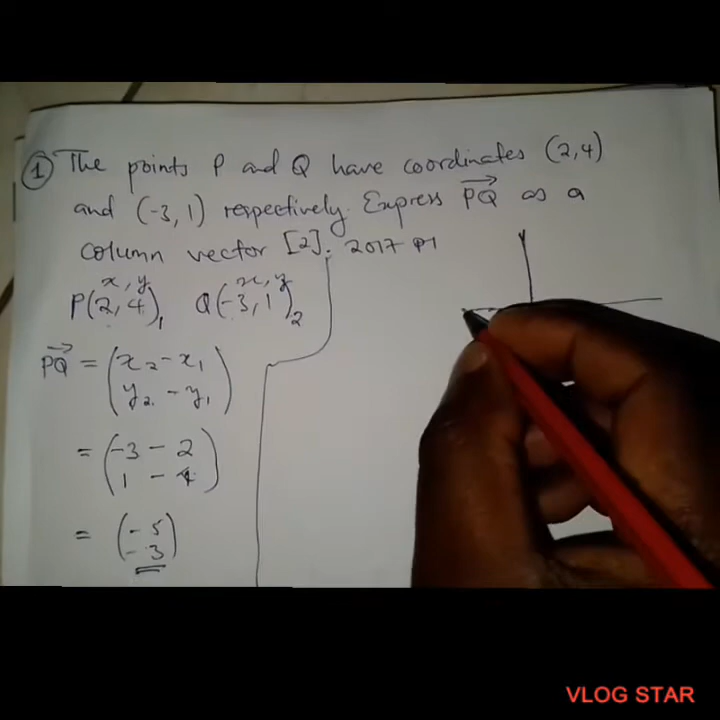 ① The points P and Q have coordinates (2,4)
and (-3,1) respectively. Express PQ as a
column vector [2]. 2017 P1
x, y x, y
P(2,4)₁ Q(-3,1)₂
PQ = (x₂ - x₁
y₂ - y₁)
= (-3 - 2
1 - 4)
= (-5
-3)
VLOG STAR